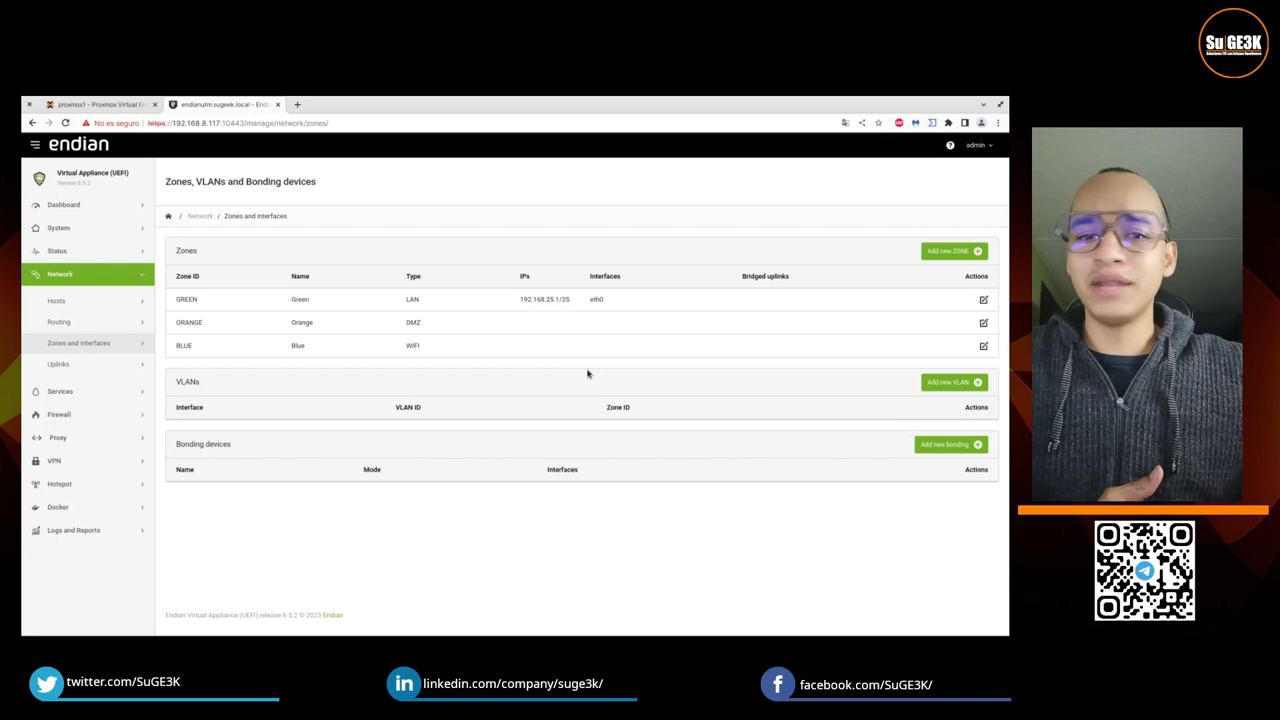 Su GE3K
proxmox1 - Proxmox Virtual En
endianutm.sugeek.local - End
No es seguro
https://192.168.8.117:10443/manage/network/zones/
endian
admin
Virtual Appliance (UEFI)
Version 6.5.2
Dashboard
System
Status
Network
Hosts
Routing
Zones and interfaces
Uplinks
Services
Firewall
Proxy
VPN
Hotspot
Docker
Logs and Reports
Zones, VLANs and Bonding devices
/ Network / Zones and interfaces
Zones
Add new ZONE
Zone ID Name Type IPs Interfaces Bridged uplinks Actions
GREEN Green LAN 192.168.25.1/25 eth0
ORANGE Orange DMZ
BLUE Blue WIFI
VLANs
Add new VLAN
Interface VLAN ID Zone ID Actions
Bonding devices
Add new bonding
Name Mode Interfaces Actions
Endian Virtual Appliance (UEFI) release 6.5.2 © 2023 Endian
twitter.com/SuGE3K
linkedin.com/company/suge3k/
facebook.com/SuGE3K/